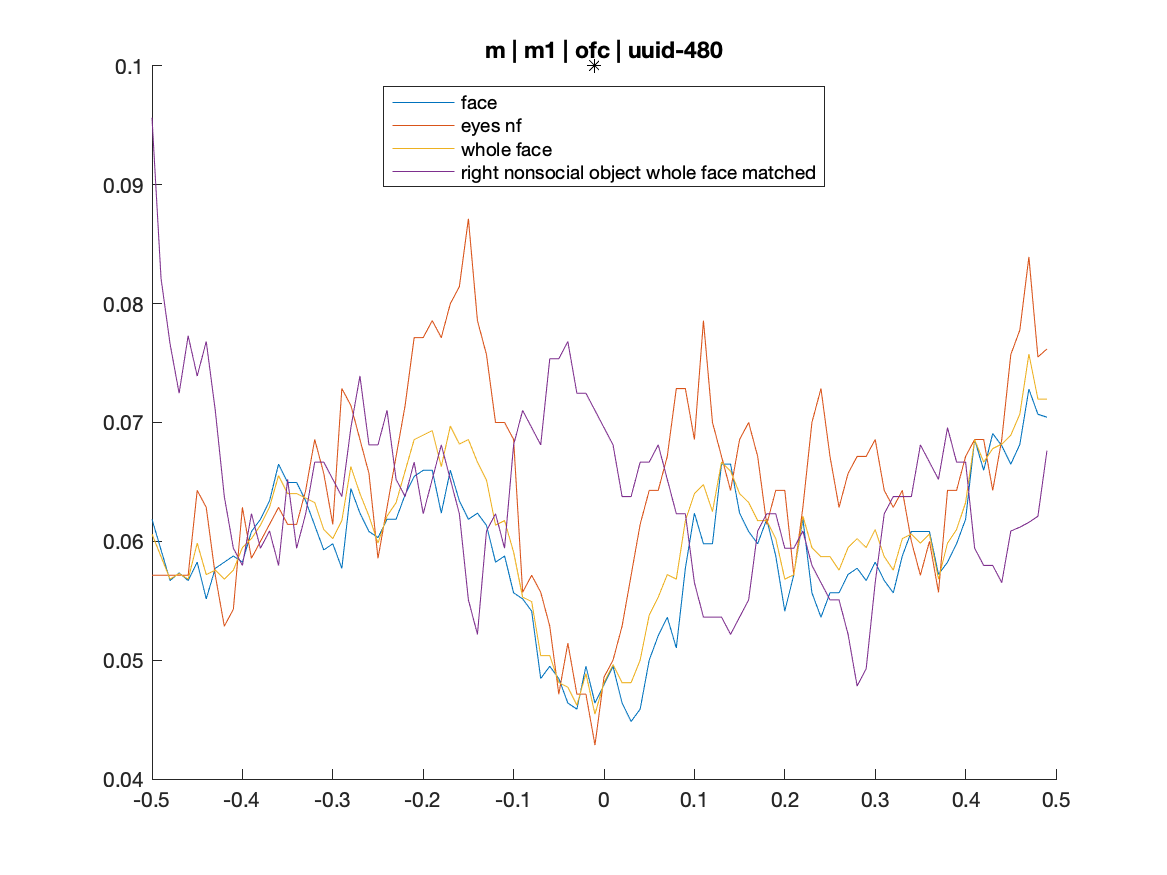 m | m1 | ofc | uuid-480
face
eyes nf
whole face
right nonsocial object whole face matched
0.1
0.09
0.08
0.07
0.06
0.05
0.04
-0.5 -0.4 -0.3 -0.2 -0.1 0 0.1 0.2 0.3 0.4 0.5